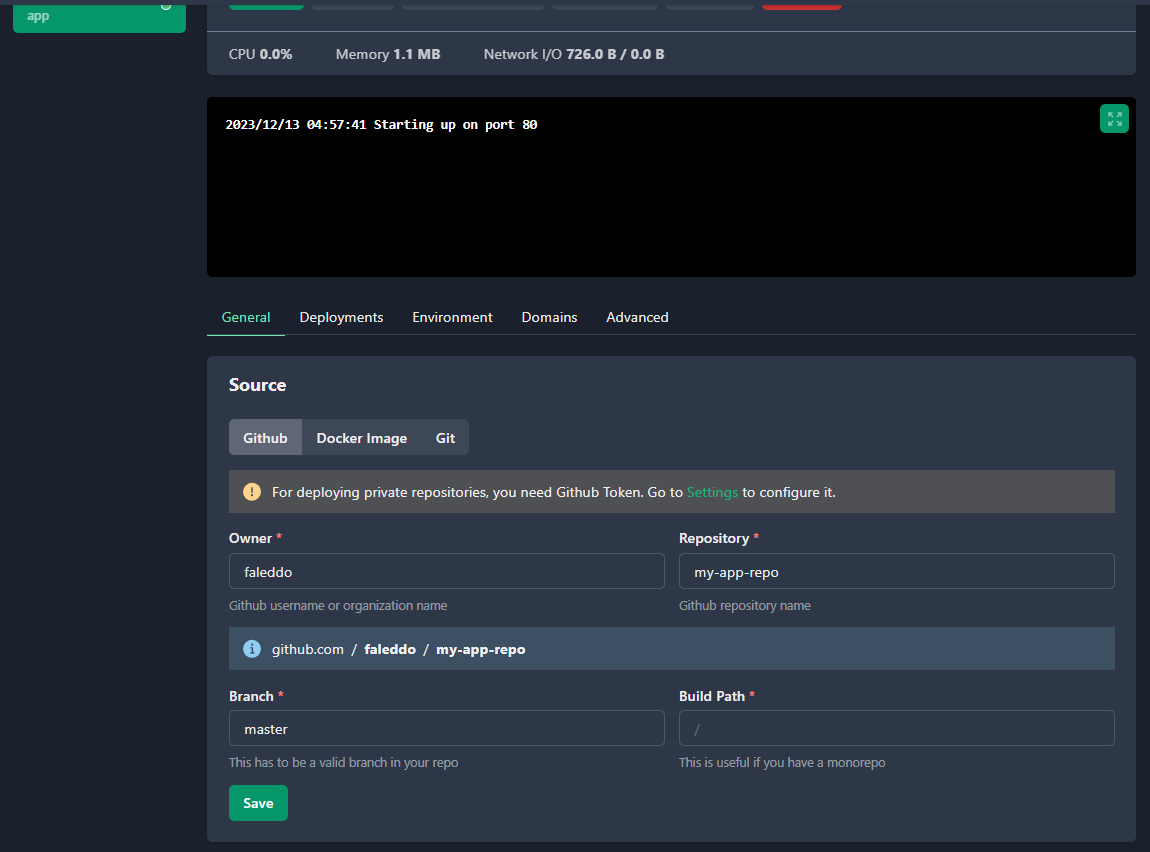 app
CPU 0.0% Memory 1.1 MB Network I/O 726.0 B / 0.0 B
2023/12/13 04:57:41 Starting up on port 80
General Deployments Environment Domains Advanced
Source
Github Docker Image Git
For deploying private repositories, you need Github Token. Go to Settings to configure it.
Owner * Repository *
faleddo my-app-repo
Github username or organization name Github repository name
github.com / faleddo / my-app-repo
Branch * Build Path *
master /
This has to be a valid branch in your repo This is useful if you have a monorepo
Save